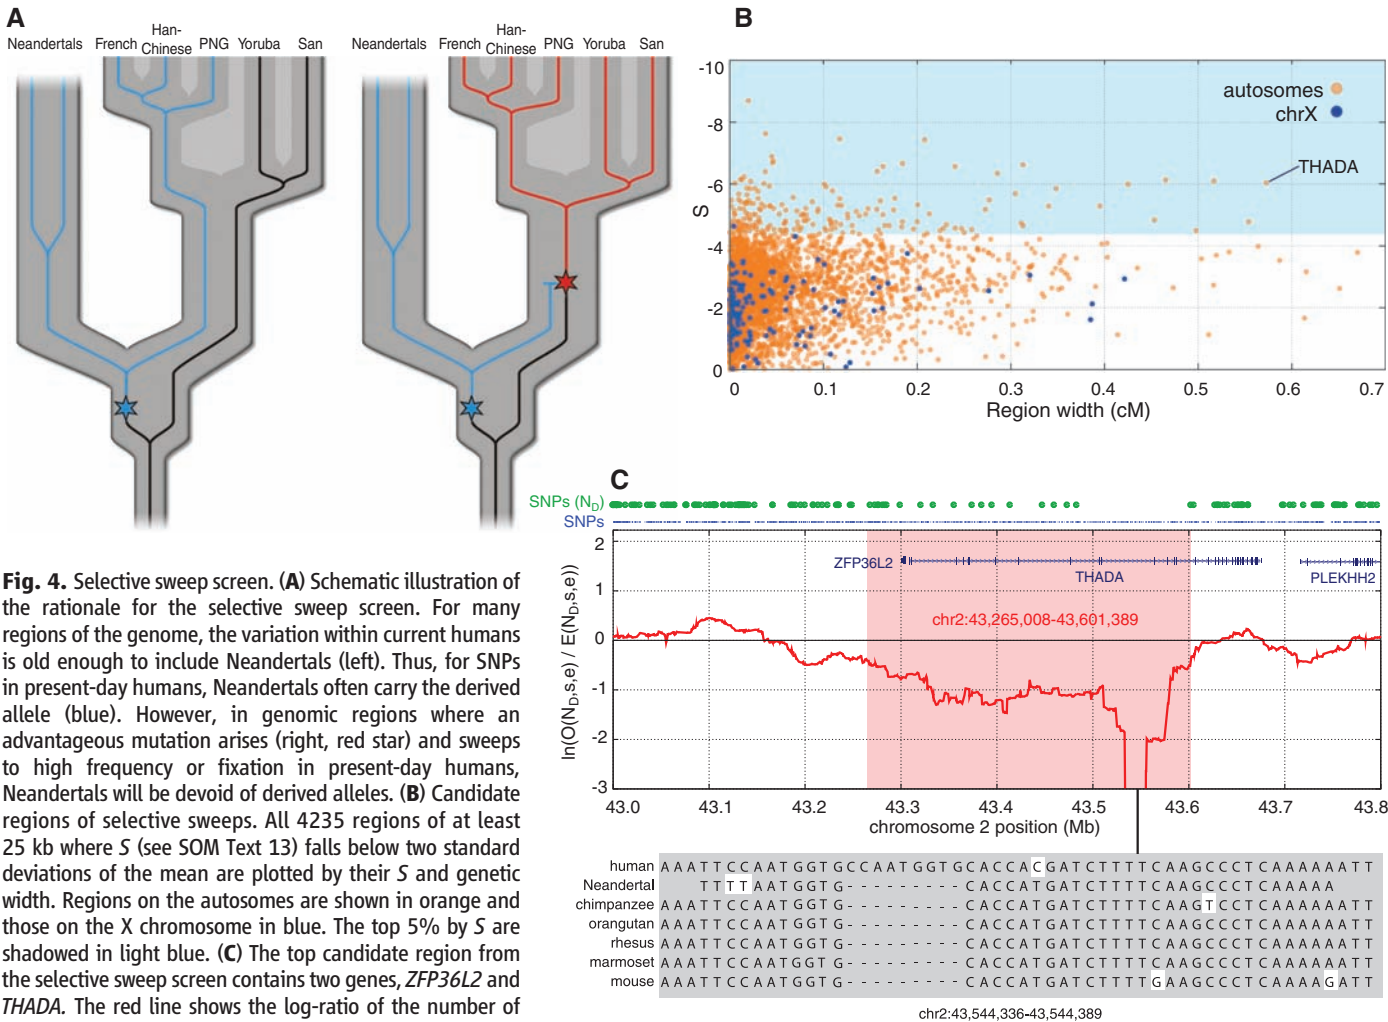 A
Neandertals French Han-Chinese PNG Yoruba San
Neandertals French Han-Chinese PNG Yoruba San
B
-10
-8
-6
-4
-2
0
S
autosomes
chrX
THADA
0 0.1 0.2 0.3 0.4 0.5 0.6 0.7
Region width (cM)
Fig. 4. Selective sweep screen. (A) Schematic illustration of
the rationale for the selective sweep screen. For many
regions of the genome, the variation within current humans
is old enough to include Neandertals (left). Thus, for SNPs
in present-day humans, Neandertals often carry the derived
allele (blue). However, in genomic regions where an
advantageous mutation arises (right, red star) and sweeps
to high frequency or fixation in present-day humans,
Neandertals will be devoid of derived alleles. (B) Candidate
regions of selective sweeps. All 4235 regions of at least
25 kb where S (see SOM Text 13) falls below two standard
deviations of the mean are plotted by their S and genetic
width. Regions on the autosomes are shown in orange and
those on the X chromosome in blue. The top 5% by S are
shadowed in light blue. (C) The top candidate region from
the selective sweep screen contains two genes, ZFP36L2 and
THADA. The red line shows the log-ratio of the number of
C
SNPs (ND)
SNPs
2
1
0
-1
-2
-3
ln(O(ND,s,e) / E(ND,s,e))
ZFP36L2
THADA
PLEKHH2
chr2:43,265,008-43,601,389
43.0 43.1 43.2 43.3 43.4 43.5 43.6 43.7 43.8
chromosome 2 position (Mb)
human AAATTCCAATGGTGCCAATGGTGCACCACGATCTTTTCAAGCCCTCAAAAAATT
Neandertal TTTTAATGGTG---------CACCATGATCTTTTCAAGCCCTCAAAAA
chimpanzee AAATTCCAATGGTG---------CACCATGATCTTTTCAAGTCCTCAAAAAATT
orangutan AAATTCCAATGGTG---------CACCATGATCTTTTCAAGCCCTCAAAAAATT
rhesus AAATTCCAATGGTG---------CACCATGATCTTTTCAAGCCCTCAAAAAATT
marmoset AAATTCCAATGGTG---------CACCATGATCTTTTCAAGCCCTCAAAAAATT
mouse AAATTCCAATGGTG---------CACCATGATCTTTTGAAGCCCTCAAAAGATT
chr2:43,544,336-43,544,389